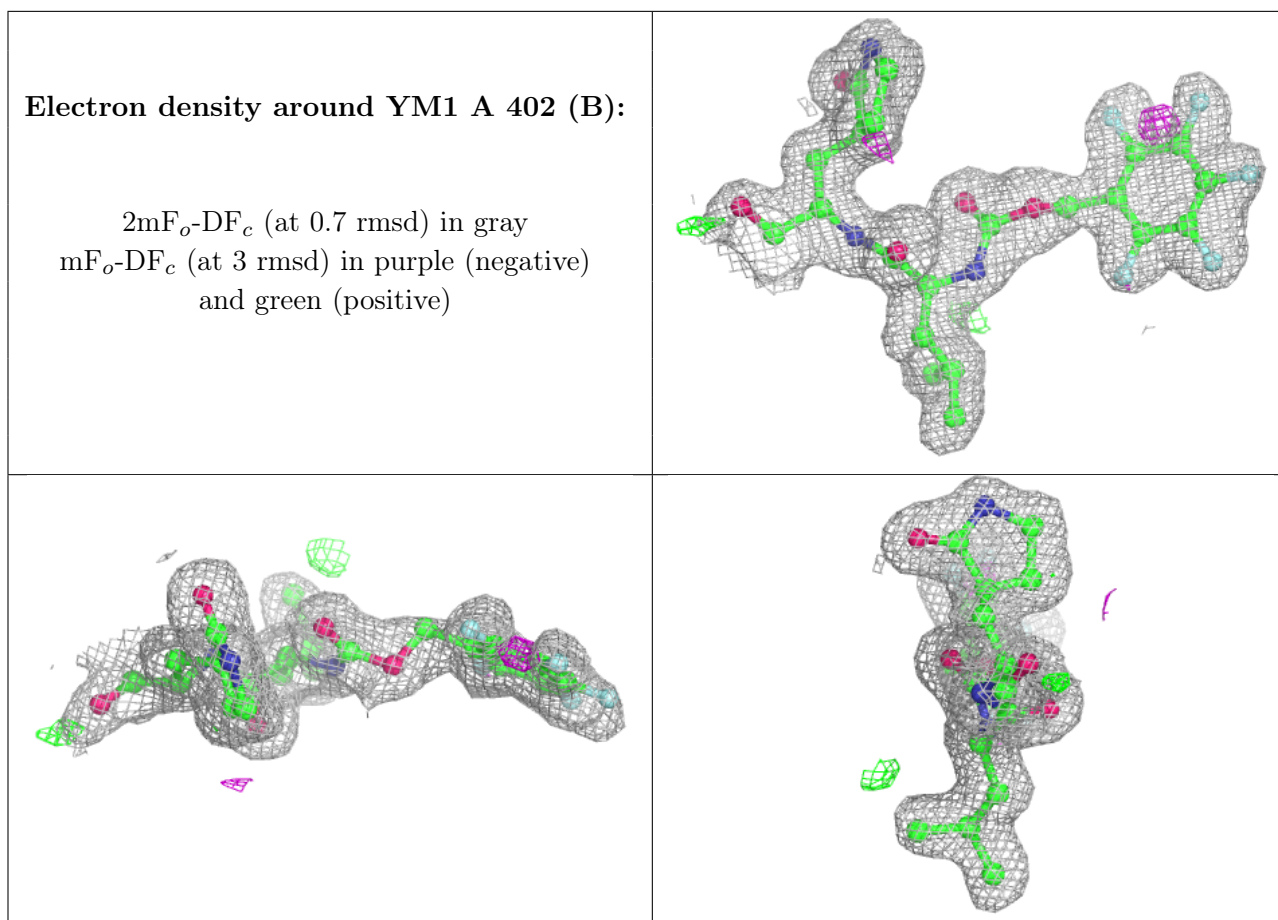 Electron density around YM1 A 402 (B):
2mFₒ-DF𝒸 (at 0.7 rmsd) in gray
mFₒ-DF𝒸 (at 3 rmsd) in purple (negative)
and green (positive)